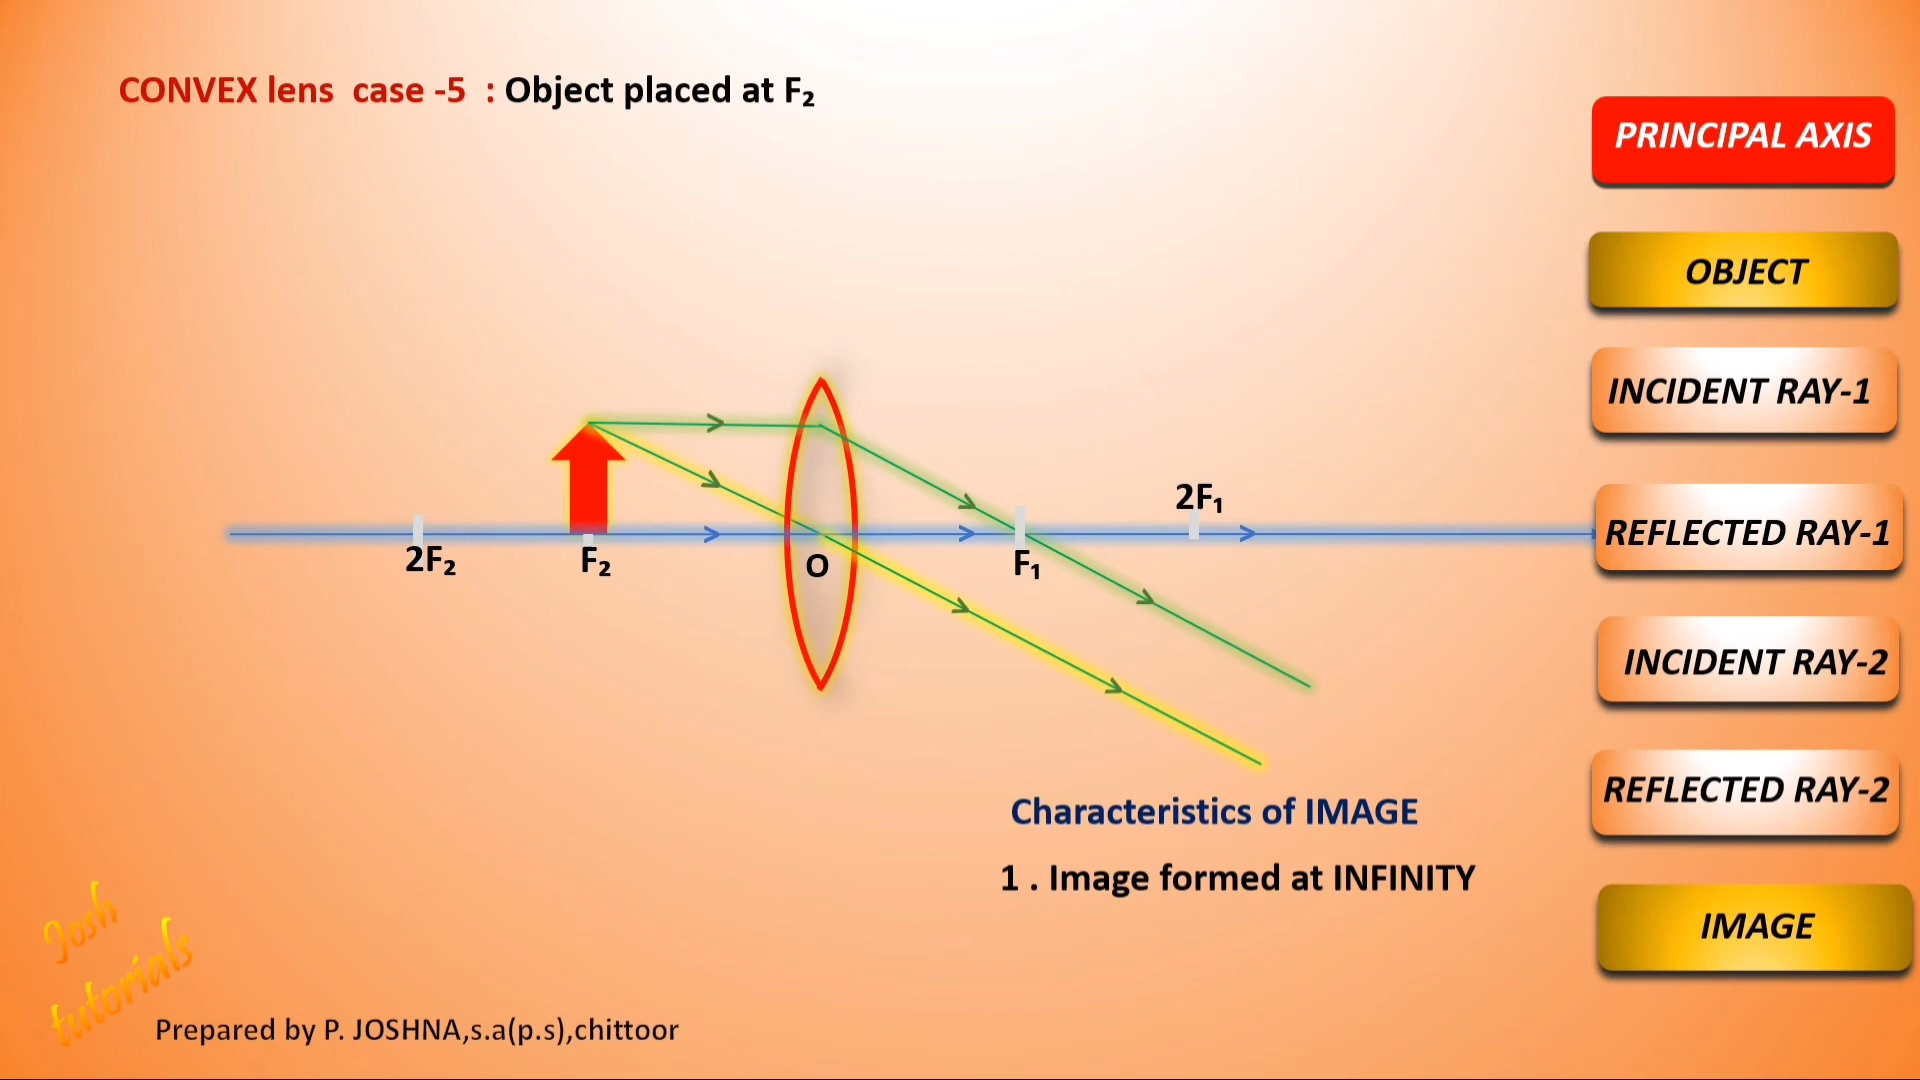 CONVEX lens case -5 : Object placed at F₂
PRINCIPAL AXIS
OBJECT
INCIDENT RAY-1
REFLECTED RAY-1
INCIDENT RAY-2
REFLECTED RAY-2
IMAGE
2F₂
F₂
O
F₁
2F₁
Characteristics of IMAGE
1 . Image formed at INFINITY
Josh
tutorials
Prepared by P. JOSHNA,s.a(p.s),chittoor